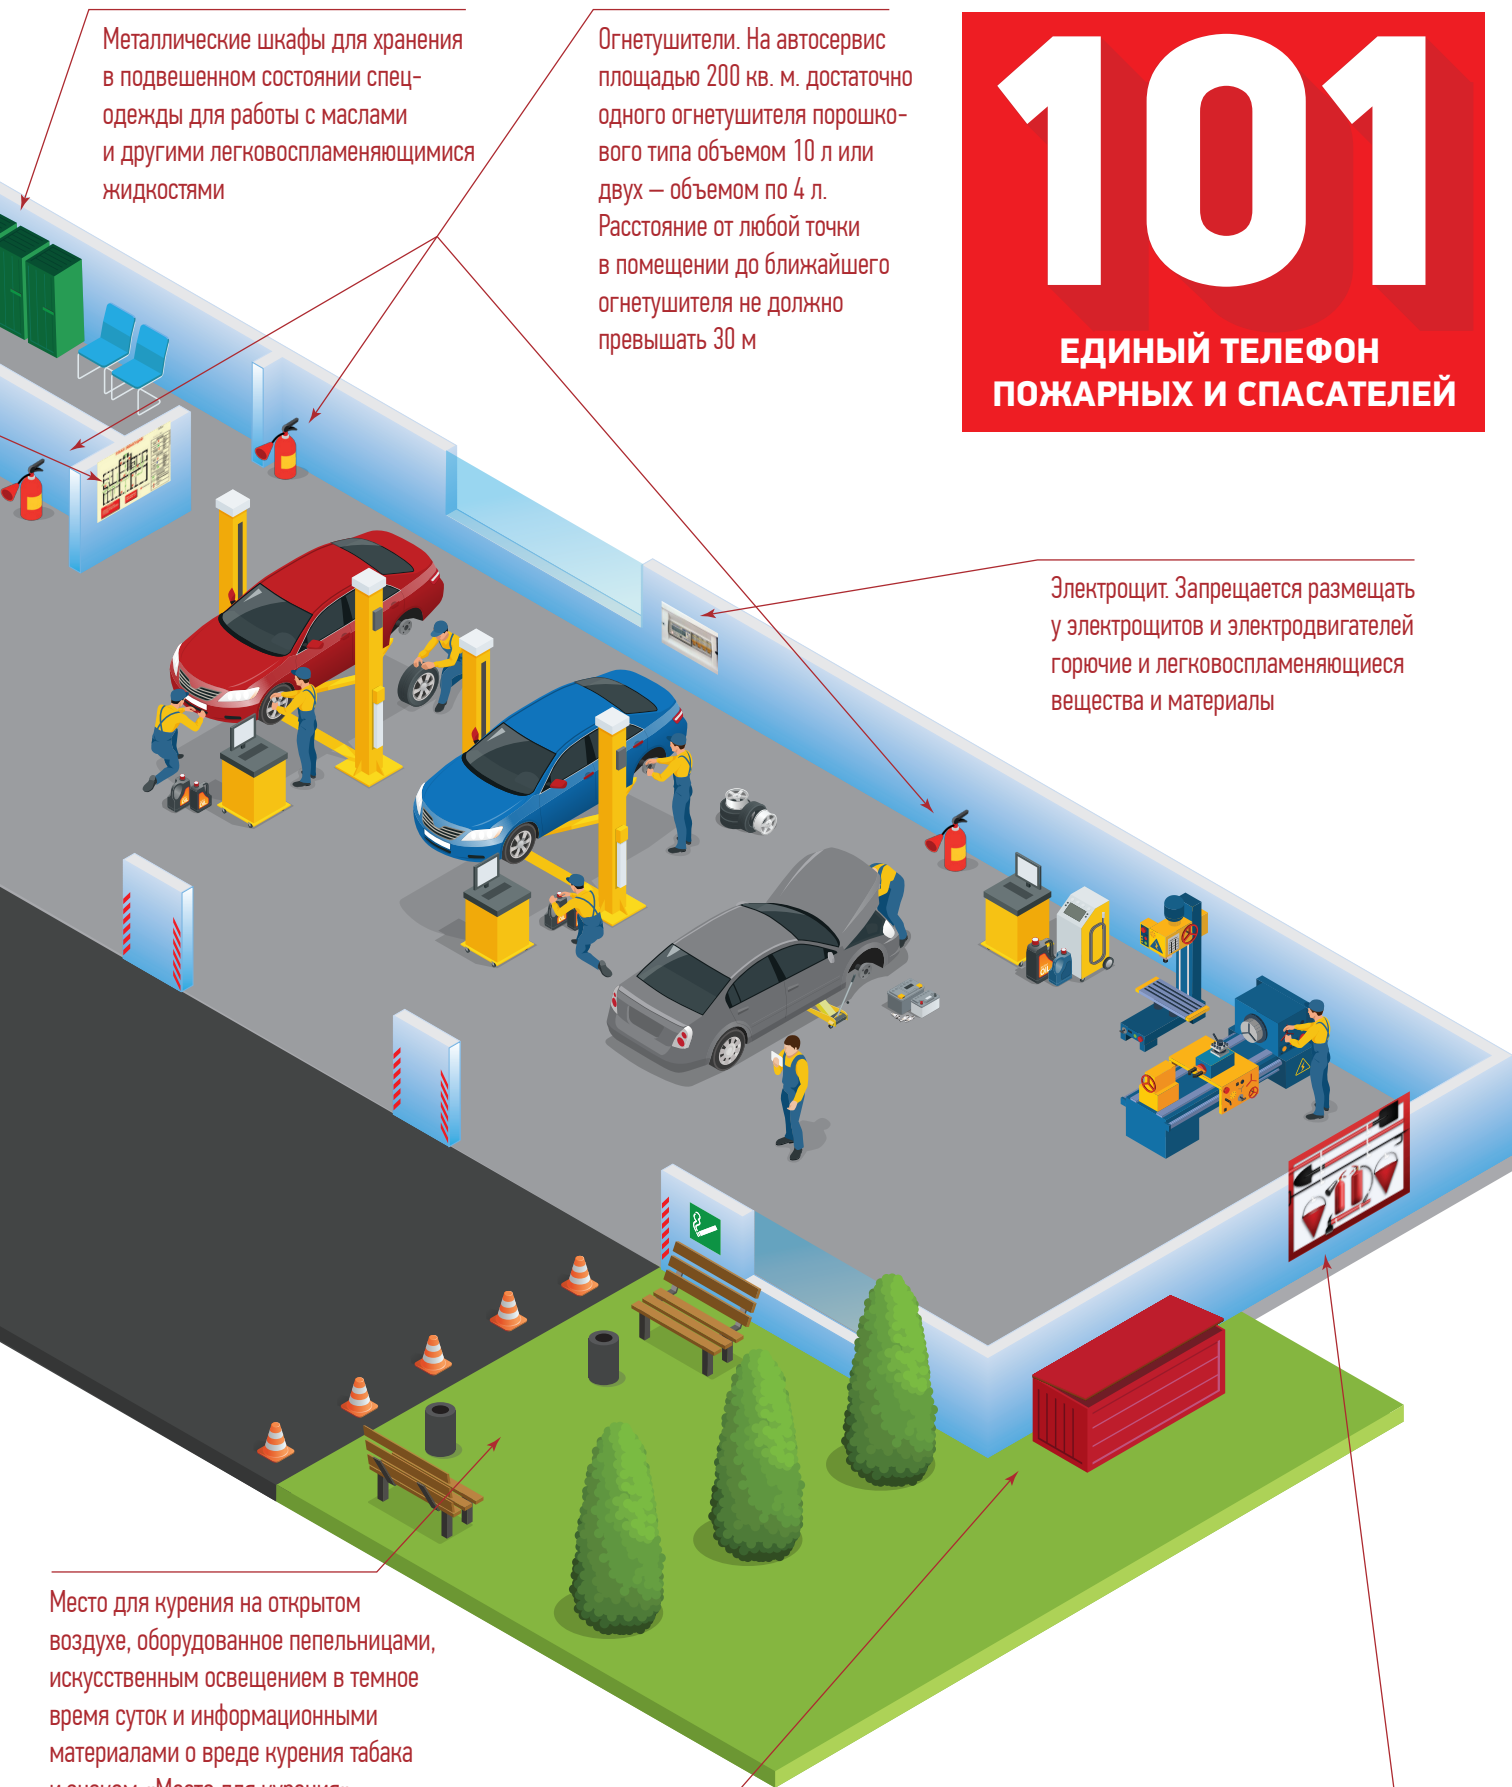 Металлические шкафы для хранения
в подвешенном состоянии спец-
одежды для работы с маслами
и другими легковоспламеняющимися
жидкостями
Огнетушители. На автосервис
площадью 200 кв. м. достаточно
одного огнетушителя порошко-
вого типа объемом 10 л или
двух – объемом по 4 л.
Расстояние от любой точки
в помещении до ближайшего
огнетушителя не должно
превышать 30 м
101
ЕДИНЫЙ ТЕЛЕФОН
ПОЖАРНЫХ И СПАСАТЕЛЕЙ
Электрощит. Запрещается размещать
у электрощитов и электродвигателей
горючие и легковоспламеняющиеся
вещества и материалы
Место для курения на открытом
воздухе, оборудованное пепельницами,
искусственным освещением в темное
время суток и информационными
материалами о вреде курения табака
и знаком «Место для курения»